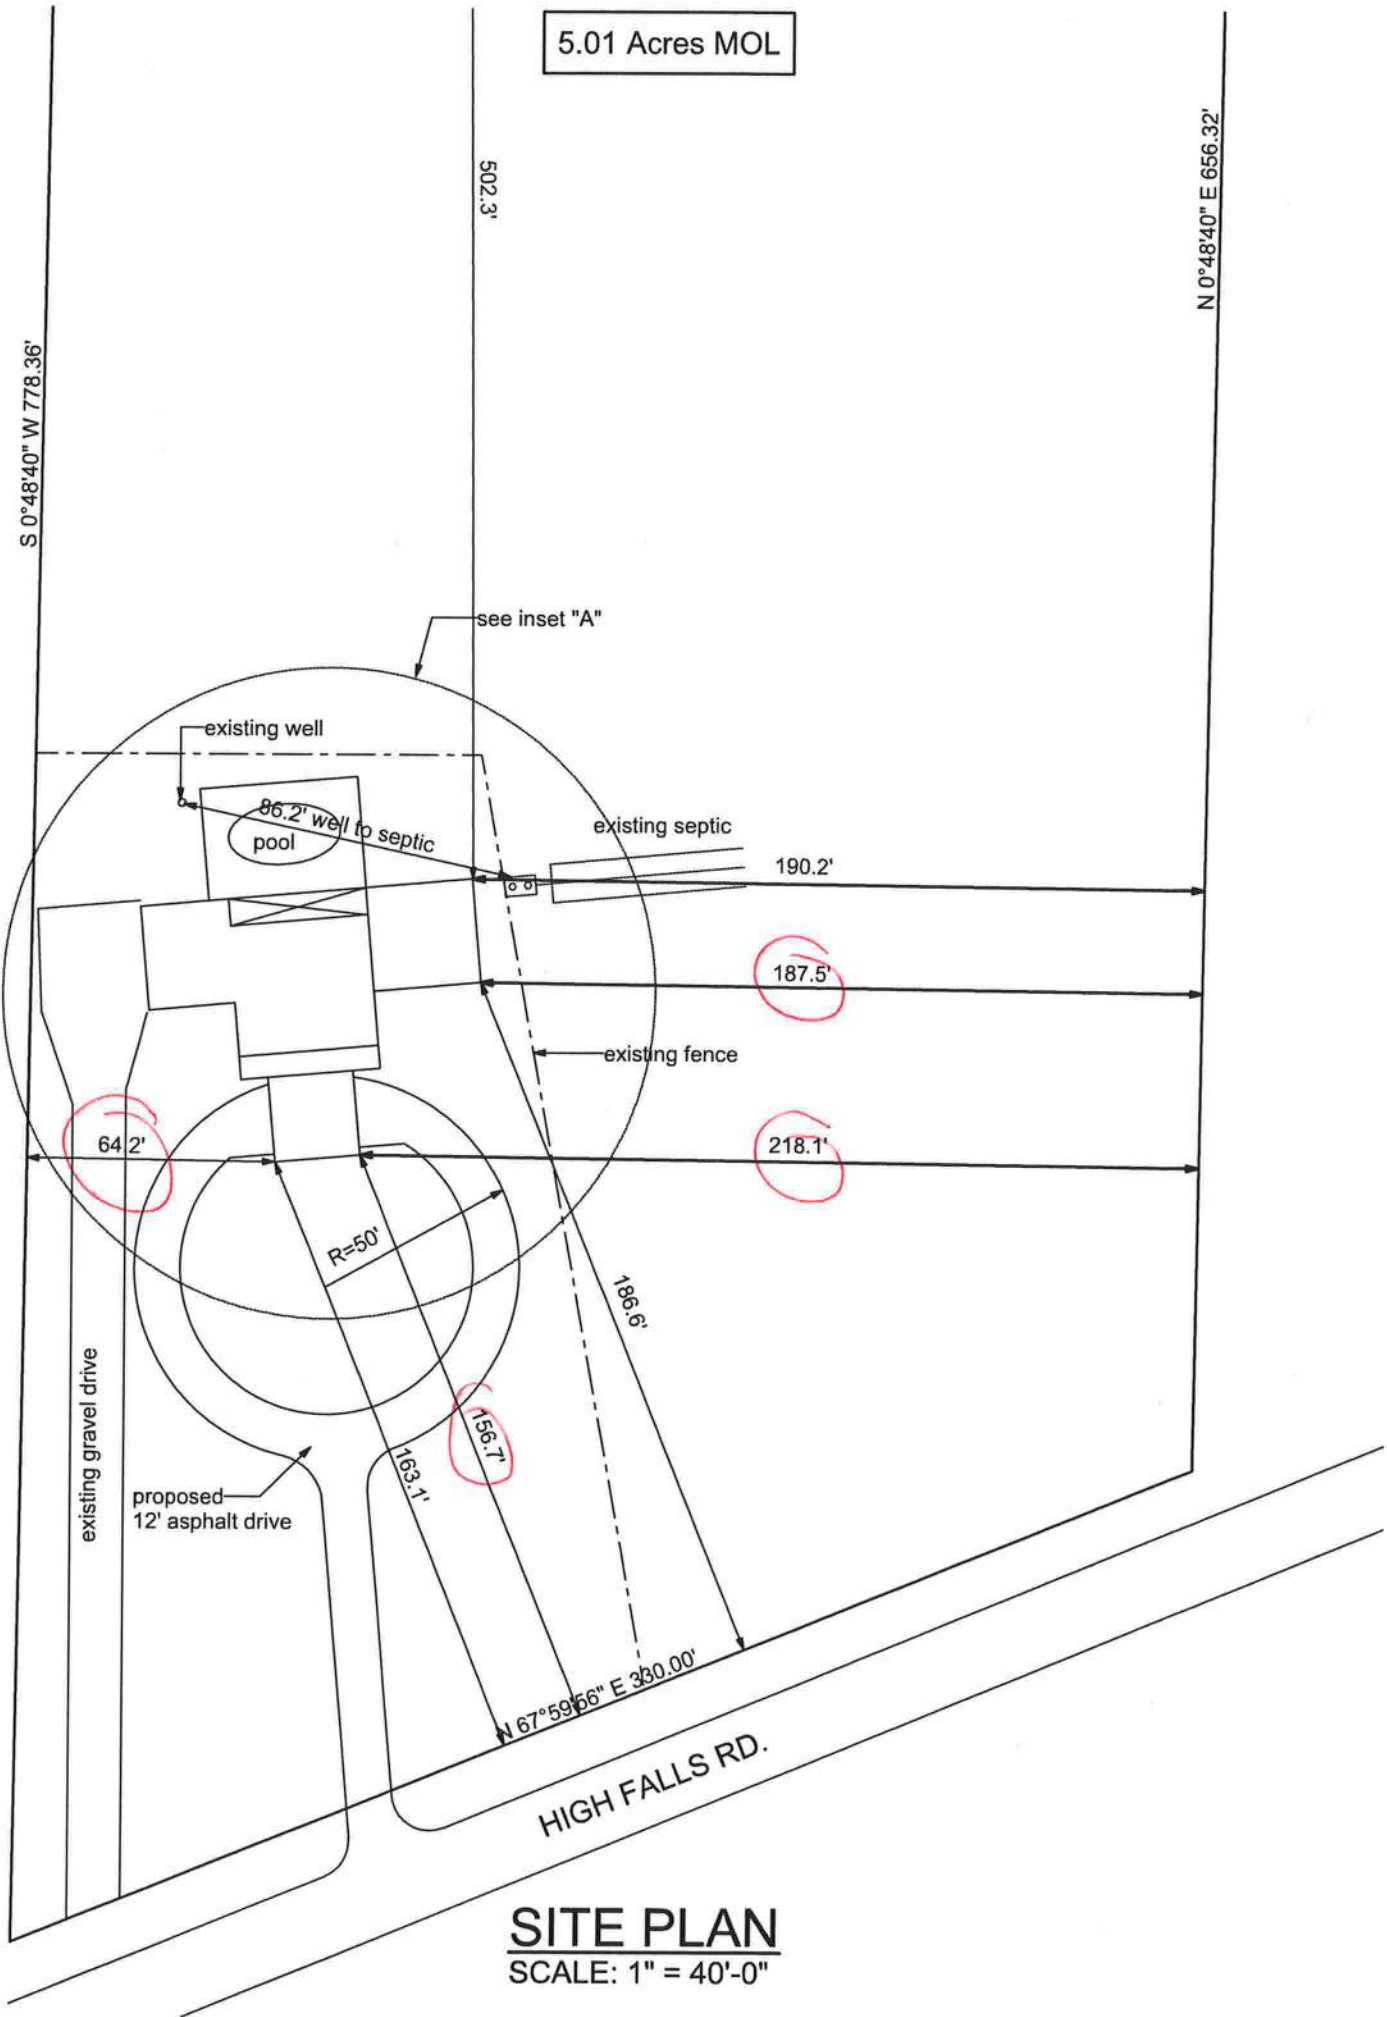 5.01 Acres MOL
502.3'
N 0°48'40" E 656.32'
S 0°48'40" W 778.36'
see inset "A"
existing well
86.2' well to septic
pool
existing septic
190.2'
187.5'
existing fence
64.2'
218.1'
R=50'
186.6'
existing gravel drive
156.7'
163.1'
proposed
12' asphalt drive
N 67°59'56" E 330.00'
HIGH FALLS RD.
SITE PLAN
SCALE: 1" = 40'-0"